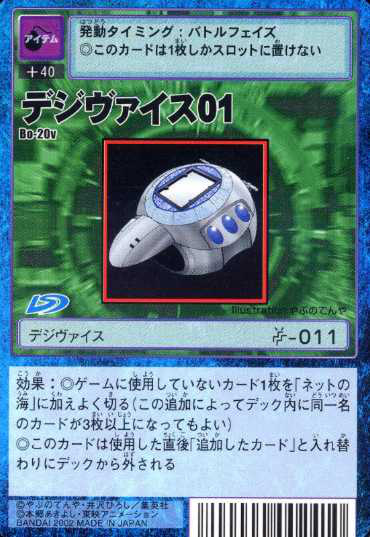 アイテム
+40
発動タイミング：バトルフェイズ
◎このカードは1枚しかスロットに置けない
デジヴァイス01
Bo-20v
Illustration:やぶのてんや
デジヴァイス
-011
効果：◎ゲームに使用していないカード1枚を「ネットの
海」に加えよく切る（この追加によってデック内に同一名
のカードが3枚以上になってもよい）
◎このカードは使用した直後「追加したカード」と入れ替
わりにデックから外される
©やぶのてんや・井沢ひろし／集英社
©本郷あきよし・東映アニメーション
BANDAI 2002 MADE IN JAPAN